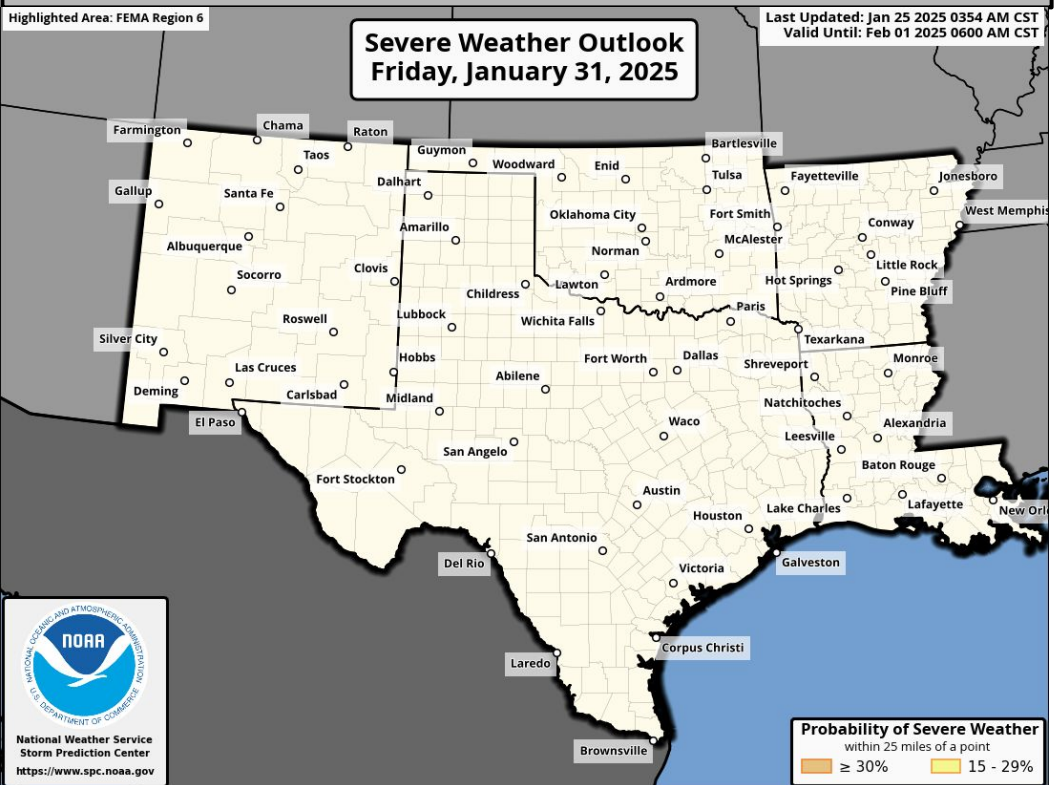 Highlighted Area: FEMA Region 6
Severe Weather Outlook
Friday, January 31, 2025
Last Updated: Jan 25 2025 0354 AM CST
Valid Until: Feb 01 2025 0600 AM CST
Farmington
Chama
Raton
Taos
Guymon
Woodward
Enid
Bartlesville
Tulsa
Fayetteville
Jonesboro
Gallup
Santa Fe
Dalhart
Oklahoma City
Fort Smith
West Memphis
Albuquerque
Amarillo
Norman
McAlester
Conway
Socorro
Clovis
Childress
Lawton
Ardmore
Hot Springs
Little Rock
Pine Bluff
Roswell
Lubbock
Wichita Falls
Paris
Texarkana
Silver City
Las Cruces
Hobbs
Fort Worth
Dallas
Shreveport
Monroe
Deming
Carlsbad
Midland
Abilene
Natchitoches
El Paso
San Angelo
Waco
Leesville
Alexandria
Fort Stockton
Austin
Baton Rouge
Houston
Lake Charles
Lafayette
New Orl
Del Rio
San Antonio
Victoria
Galveston
Laredo
Corpus Christi
Brownsville
NATIONAL OCEANIC AND ATMOSPHERIC ADMINISTRATION
NOAA
U.S. DEPARTMENT OF COMMERCE
National Weather Service
Storm Prediction Center
https://www.spc.noaa.gov
Probability of Severe Weather
within 25 miles of a point
≥ 30%
15 - 29%